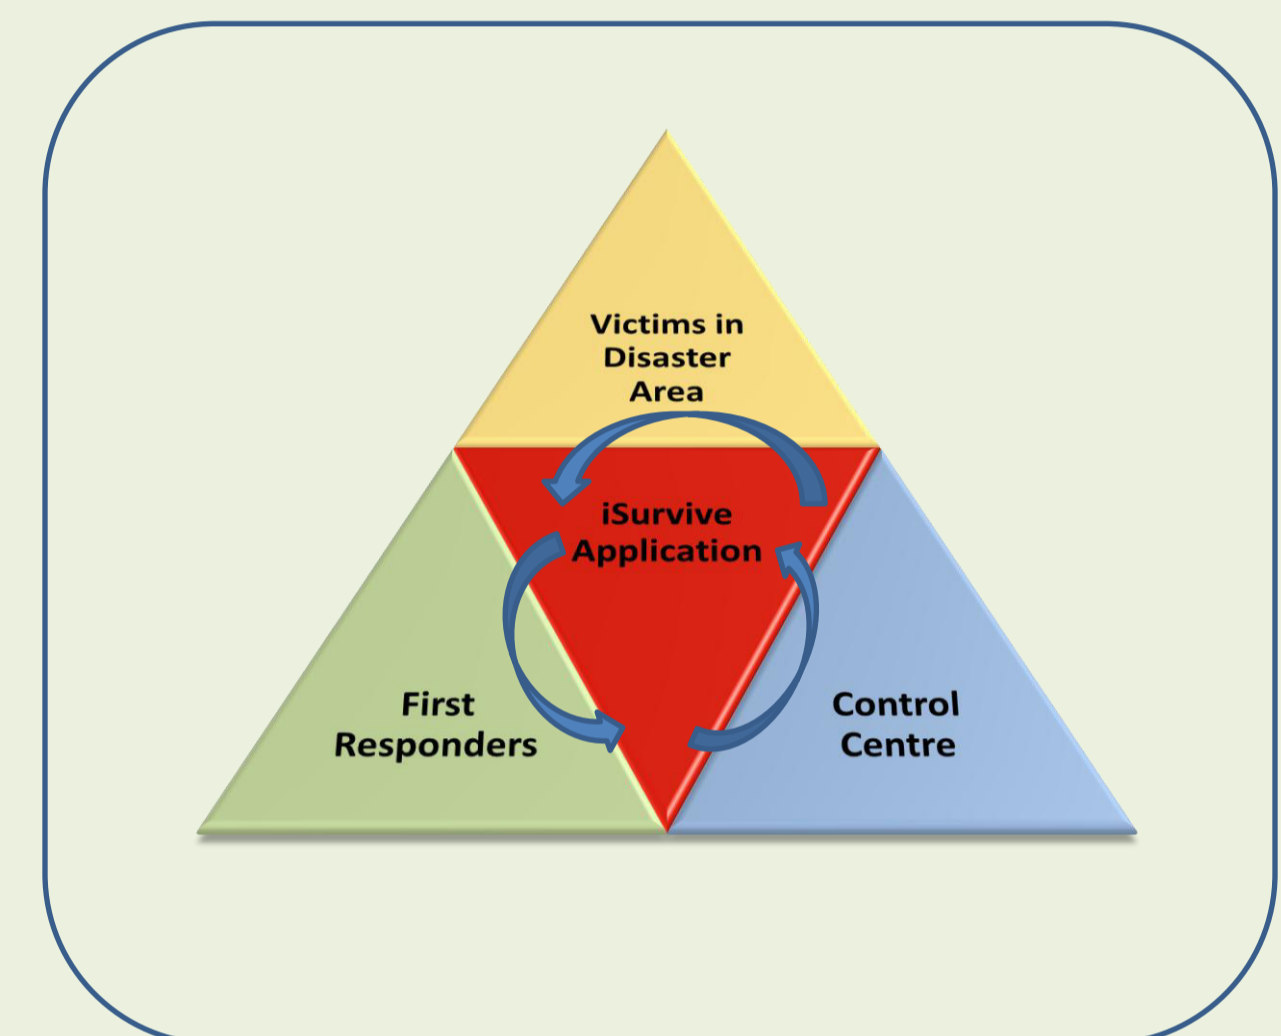 Victims in
Disaster
Area
iSurvive
Application
First
Responders
Control
Centre